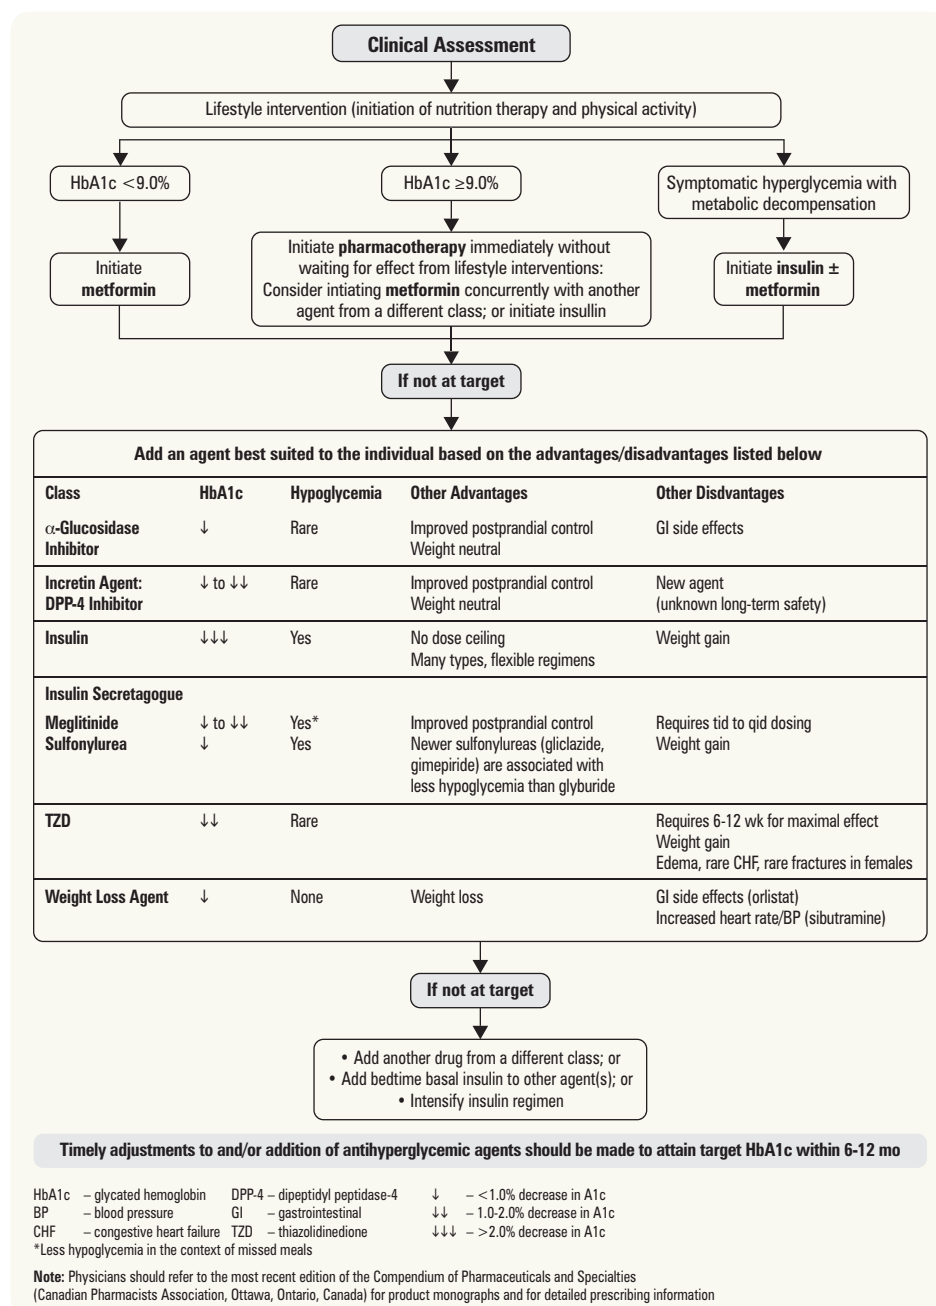 Clinical Assessment
Lifestyle intervention (initiation of nutrition therapy and physical activity)
HbA1c <9.0%
HbA1c ≥9.0%
Symptomatic hyperglycemia with
metabolic decompensation
Initiate
metformin
Initiate pharmacotherapy immediately without
waiting for effect from lifestyle interventions:
Consider intiating metformin concurrently with another
agent from a different class; or initiate insullin
Initiate insulin ±
metformin
If not at target
Add an agent best suited to the individual based on the advantages/disadvantages listed below
Class HbA1c Hypoglycemia Other Advantages Other Disdvantages
α-Glucosidase ↓ Rare Improved postprandial control GI side effects
Inhibitor Weight neutral
Incretin Agent: ↓ to ↓↓ Rare Improved postprandial control New agent
DPP-4 Inhibitor Weight neutral (unknown long-term safety)
Insulin ↓↓↓ Yes No dose ceiling Weight gain
Many types, flexible regimens
Insulin Secretagogue
Meglitinide ↓ to ↓↓ Yes* Improved postprandial control Requires tid to qid dosing
Sulfonylurea ↓ Yes Newer sulfonylureas (gliclazide, Weight gain
gimepiride) are associated with
less hypoglycemia than glyburide
TZD ↓↓ Rare Requires 6-12 wk for maximal effect
Weight gain
Edema, rare CHF, rare fractures in females
Weight Loss Agent ↓ None Weight loss GI side effects (orlistat)
Increased heart rate/BP (sibutramine)
If not at target
• Add another drug from a different class; or
• Add bedtime basal insulin to other agent(s); or
• Intensify insulin regimen
Timely adjustments to and/or addition of antihyperglycemic agents should be made to attain target HbA1c within 6-12 mo
HbA1c – glycated hemoglobin DPP-4 – dipeptidyl peptidase-4 ↓ – <1.0% decrease in A1c
BP – blood pressure GI – gastrointestinal ↓↓ – 1.0-2.0% decrease in A1c
CHF – congestive heart failure TZD – thiazolidinedione ↓↓↓ – >2.0% decrease in A1c
*Less hypoglycemia in the context of missed meals
Note: Physicians should refer to the most recent edition of the Compendium of Pharmaceuticals and Specialties
(Canadian Pharmacists Association, Ottawa, Ontario, Canada) for product monographs and for detailed prescribing information